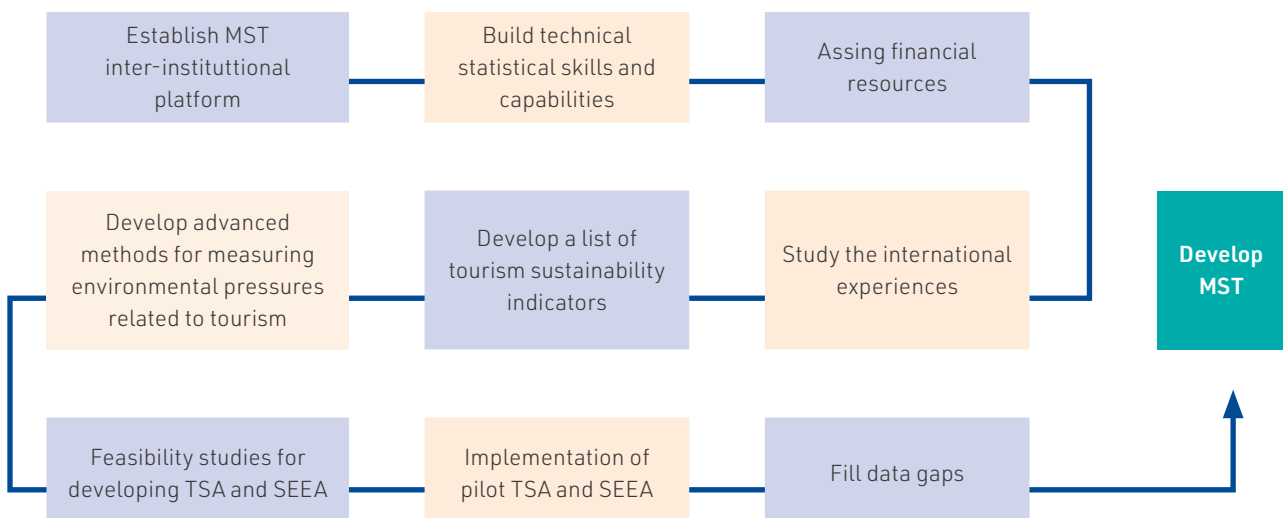 Establish MST
inter-instituttional
platform
Build technical
statistical skills and
capabilities
Assing financial
resources
Develop advanced
methods for measuring
environmental pressures
related to tourism
Develop a list of
tourism sustainability
indicators
Study the international
experiences
Develop
MST
Feasibility studies for
developing TSA and SEEA
Implementation of
pilot TSA and SEEA
Fill data gaps